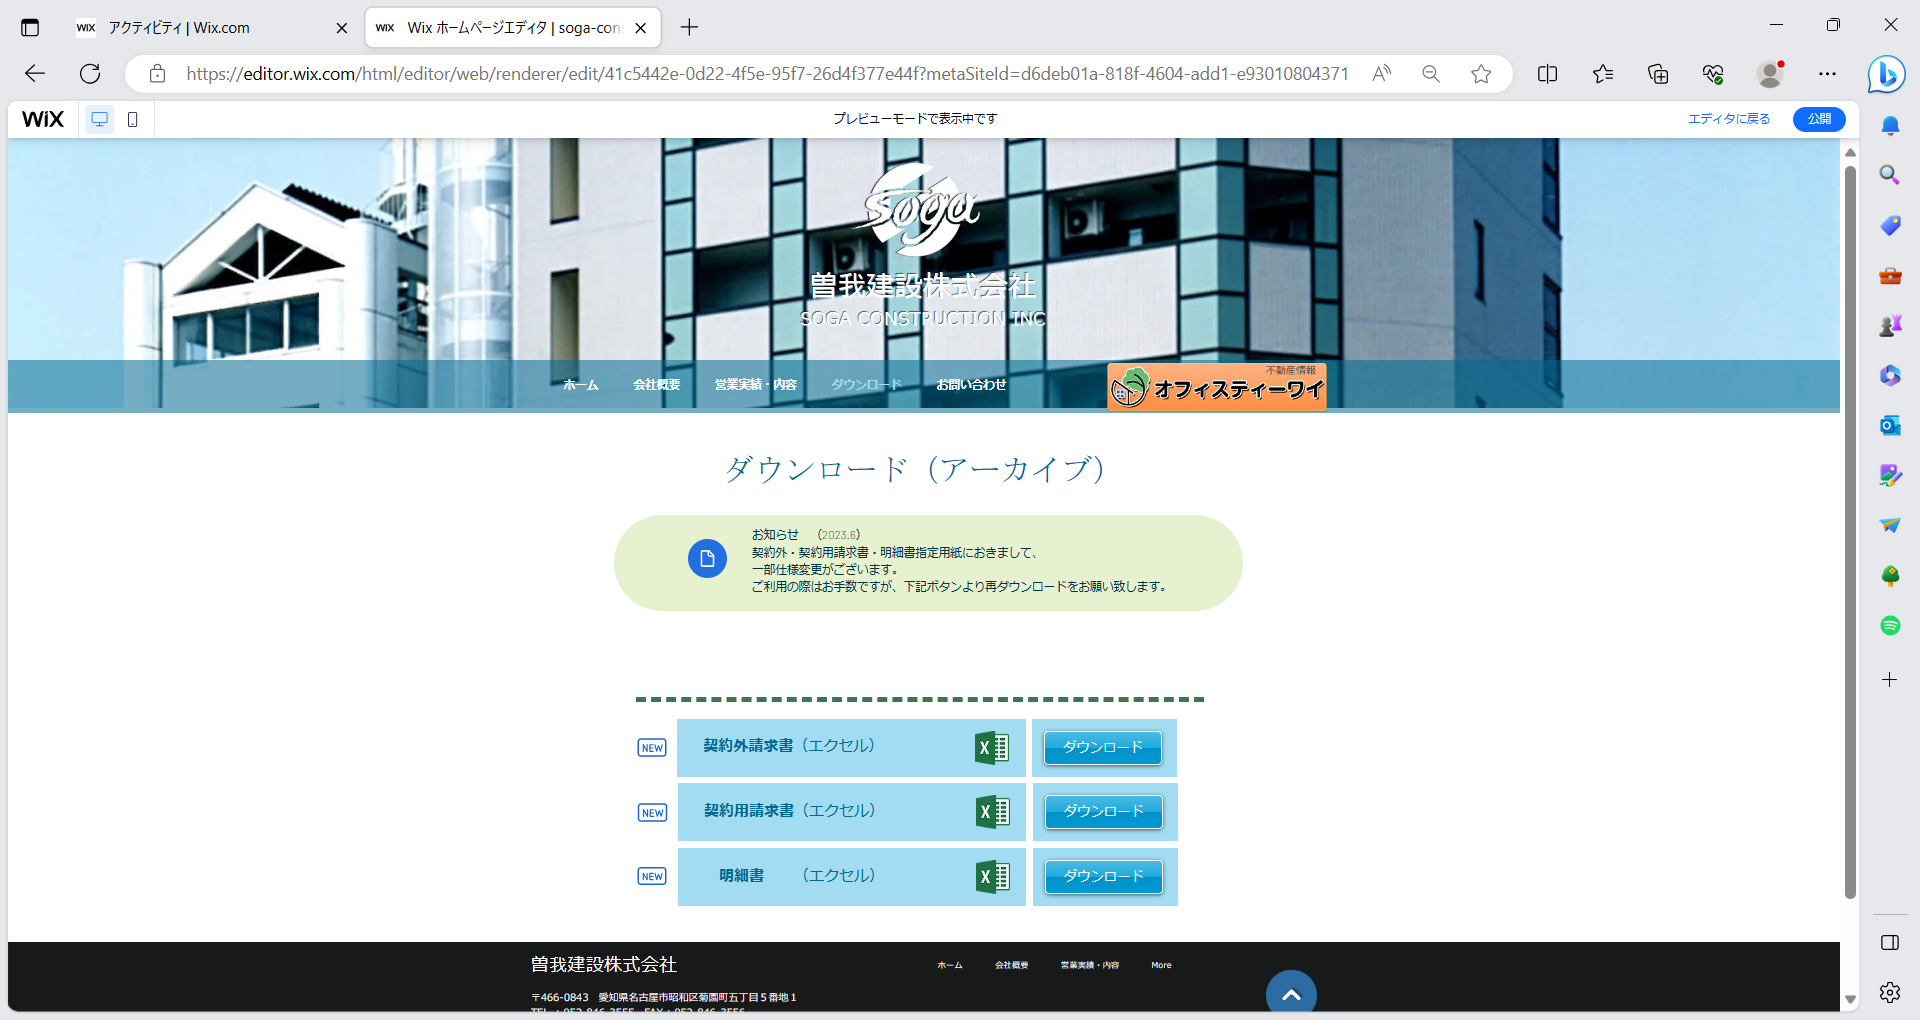 WIX アクティビティ | Wix.com
WIX Wix ホームページエディタ | soga-con
https://editor.wix.com/html/editor/web/renderer/edit/41c5442e-0d22-4f5e-95f7-26d4f377e44f?metaSiteId=d6deb01a-818f-4604-add1-e93010804371
WiX
プレビューモードで表示中です
エディタに戻る
公開
soga
曽我建設株式会社
SOGA CONSTRUCTION INC
ホーム 会社概要 営業実績・内容 ダウンロード お問い合わせ
不動産情報
オフィスティーワイ
ダウンロード（アーカイブ）
お知らせ （2023.6）
契約外・契約用請求書・明細書指定用紙におきまして、
一部仕様変更がございます。
ご利用の際はお手数ですが、下記ボタンより再ダウンロードをお願い致します。
NEW 契約外請求書（エクセル） X ダウンロード
NEW 契約用請求書（エクセル） X ダウンロード
NEW 明細書 （エクセル） X ダウンロード
曽我建設株式会社
ホーム 会社概要 営業実績・内容 More
〒466-0843 愛知県名古屋市昭和区菊園町五丁目５番地１
TEL：052-846-3555 FAX：052-846-3556